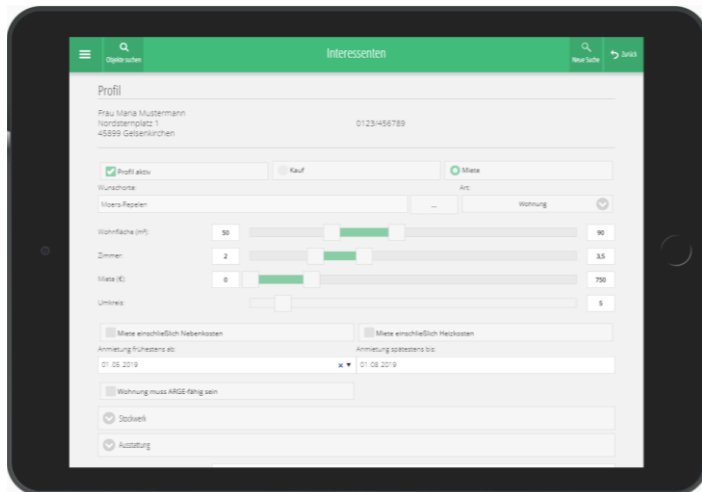 Objekte suchen
Interessenten
Neue Suche
Zurück
Profil
Frau Maria Mustermann
Nordsternplatz 1
0123/456789
45899 Gelsenkirchen
Profil aktiv
Kauf
Miete
Wunschorte:
Art:
Moers-Repelen
...
Wohnung
Wohnfläche (m²):
50
90
Zimmer:
2
3,5
Miete (€):
0
750
Umkreis:
5
Miete einschließlich Nebenkosten
Miete einschließlich Heizkosten
Anmietung frühestens ab:
Anmietung spätestens bis:
01.05.2019
01.08.2019
Wohnung muss ARGE-fähig sein
Stockwerk
Ausstattung